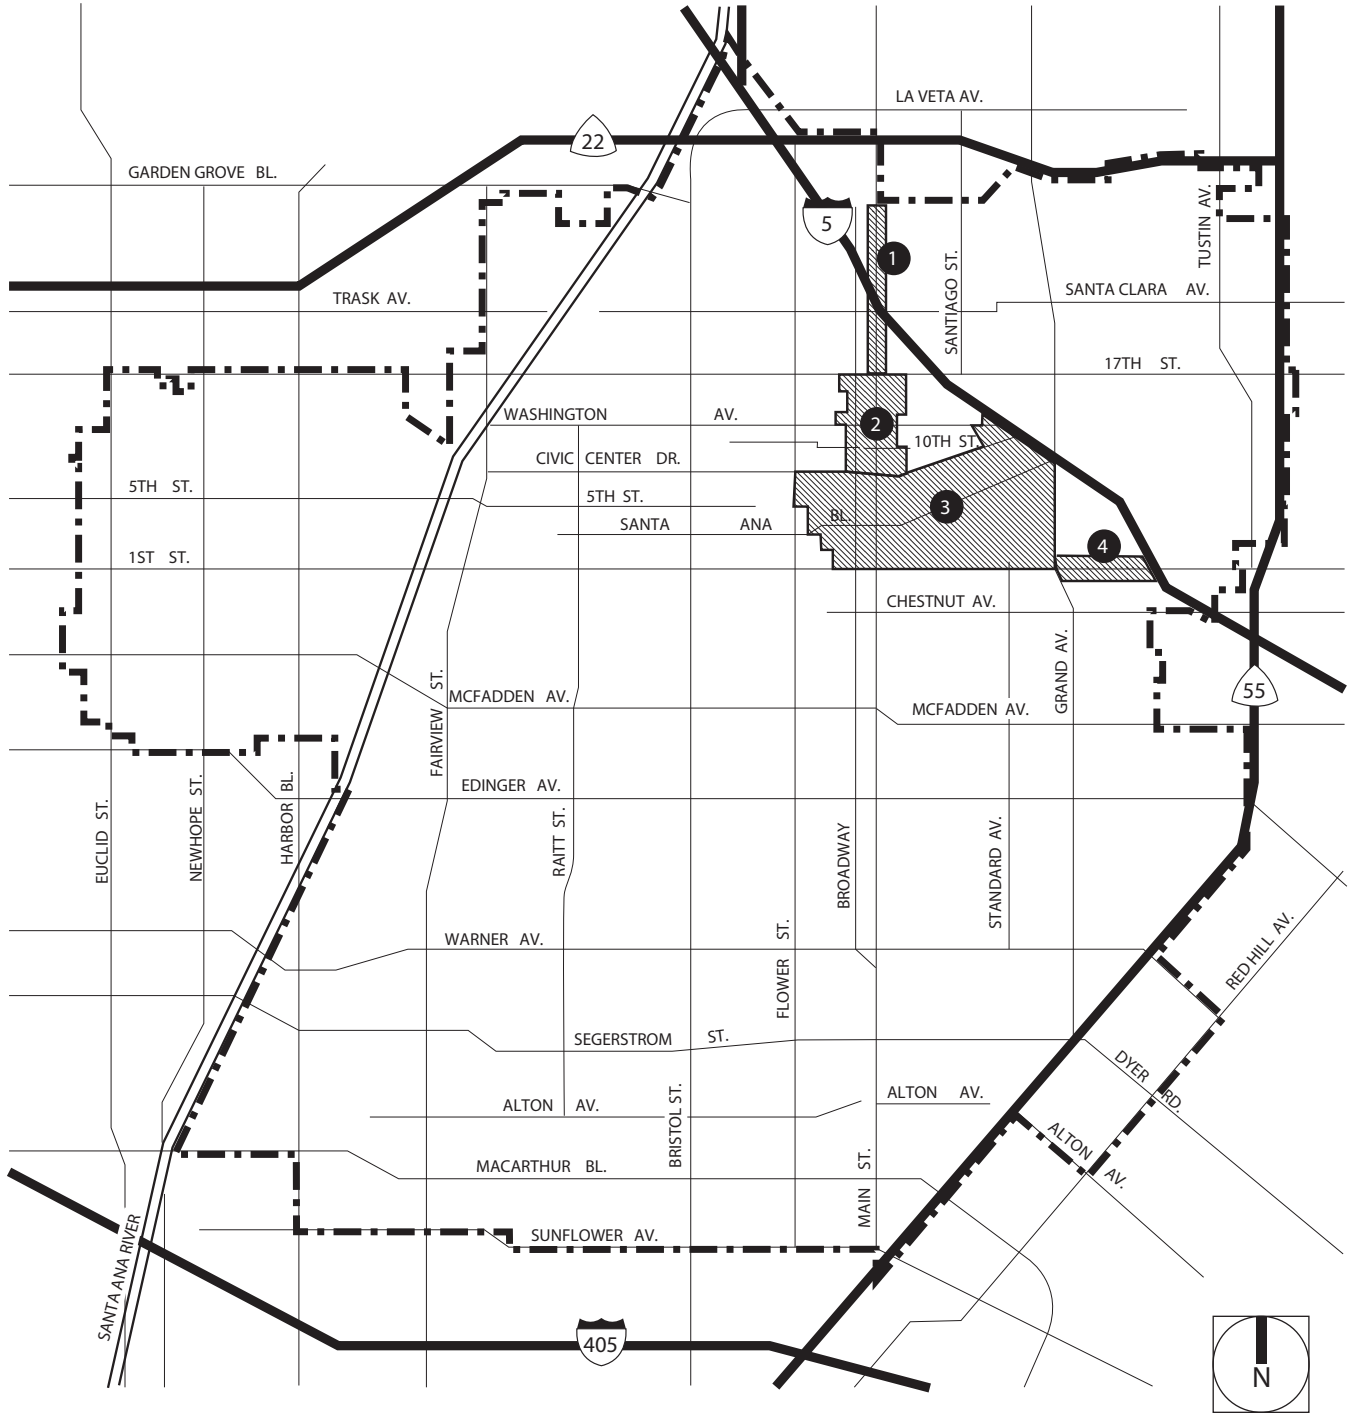 LA VETA AV.
22
GARDEN GROVE BL.
TUSTIN AV.
5
1
SANTIAGO ST.
TRASK AV.
SANTA CLARA AV.
17TH ST.
WASHINGTON AV.
2
10TH ST.
CIVIC CENTER DR.
5TH ST.
5TH ST.
3
SANTA ANA BL.
4
1ST ST.
CHESTNUT AV.
GRAND AV.
FAIRVIEW ST.
MCFADDEN AV.
MCFADDEN AV.
55
EDINGER AV.
EUCLID ST.
NEWHOPE ST.
HARBOR BL.
RAITT ST.
BROADWAY
STANDARD AV.
FLOWER ST.
WARNER AV.
RED HILL AV.
SEGERSTROM ST.
DYER RD.
ALTON AV.
ALTON AV.
BRISTOL ST.
ALTON AV.
MACARTHUR BL.
MAIN ST.
SUNFLOWER AV.
SANTA ANA RIVER
405
N